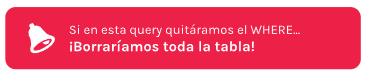 Si en esta query quitáramos el WHERE...
¡Borraríamos toda la tabla!